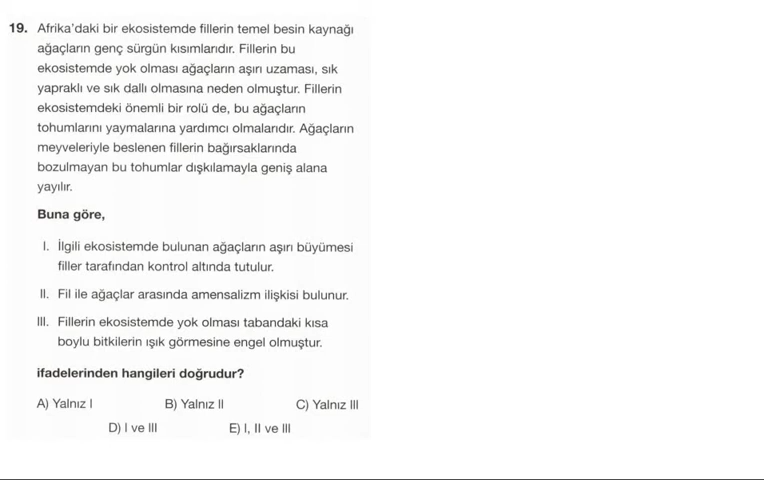 19. Afrika'daki bir ekosistemde fillerin temel besin kaynağı
ağaçların genç sürgün kısımlarıdır. Fillerin bu
ekosistemde yok olması ağaçların aşırı uzaması, sık
yapraklı ve sık dallı olmasına neden olmuştur. Fillerin
ekosistemdeki önemli bir rolü de, bu ağaçların
tohumlarını yaymalarına yardımcı olmalarıdır. Ağaçların
meyveleriyle beslenen fillerin bağırsaklarında
bozulmayan bu tohumlar dışkılamayla geniş alana
yayılır.
Buna göre,
I. İlgili ekosistemde bulunan ağaçların aşırı büyümesi
filler tarafından kontrol altında tutulur.
II. Fil ile ağaçlar arasında amensalizm ilişkisi bulunur.
III. Fillerin ekosistemde yok olması tabandaki kısa
boylu bitkilerin ışık görmesine engel olmuştur.
ifadelerinden hangileri doğrudur?
A) Yalnız I B) Yalnız II C) Yalnız III
D) I ve III E) I, II ve III